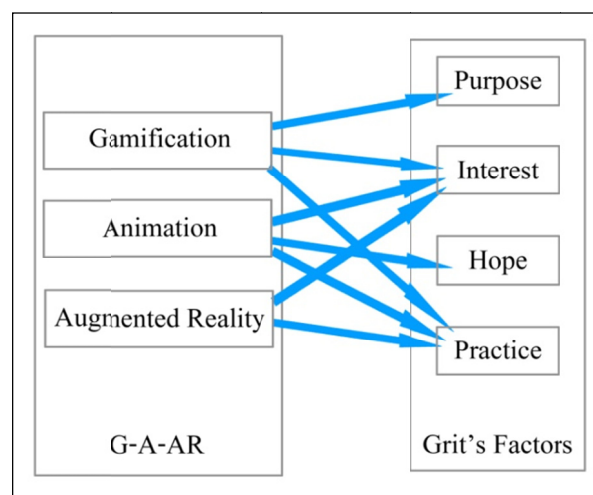 Gamification
Animation
Augmented Reality
G-A-AR
Purpose
Interest
Hope
Practice
Grit's Factors